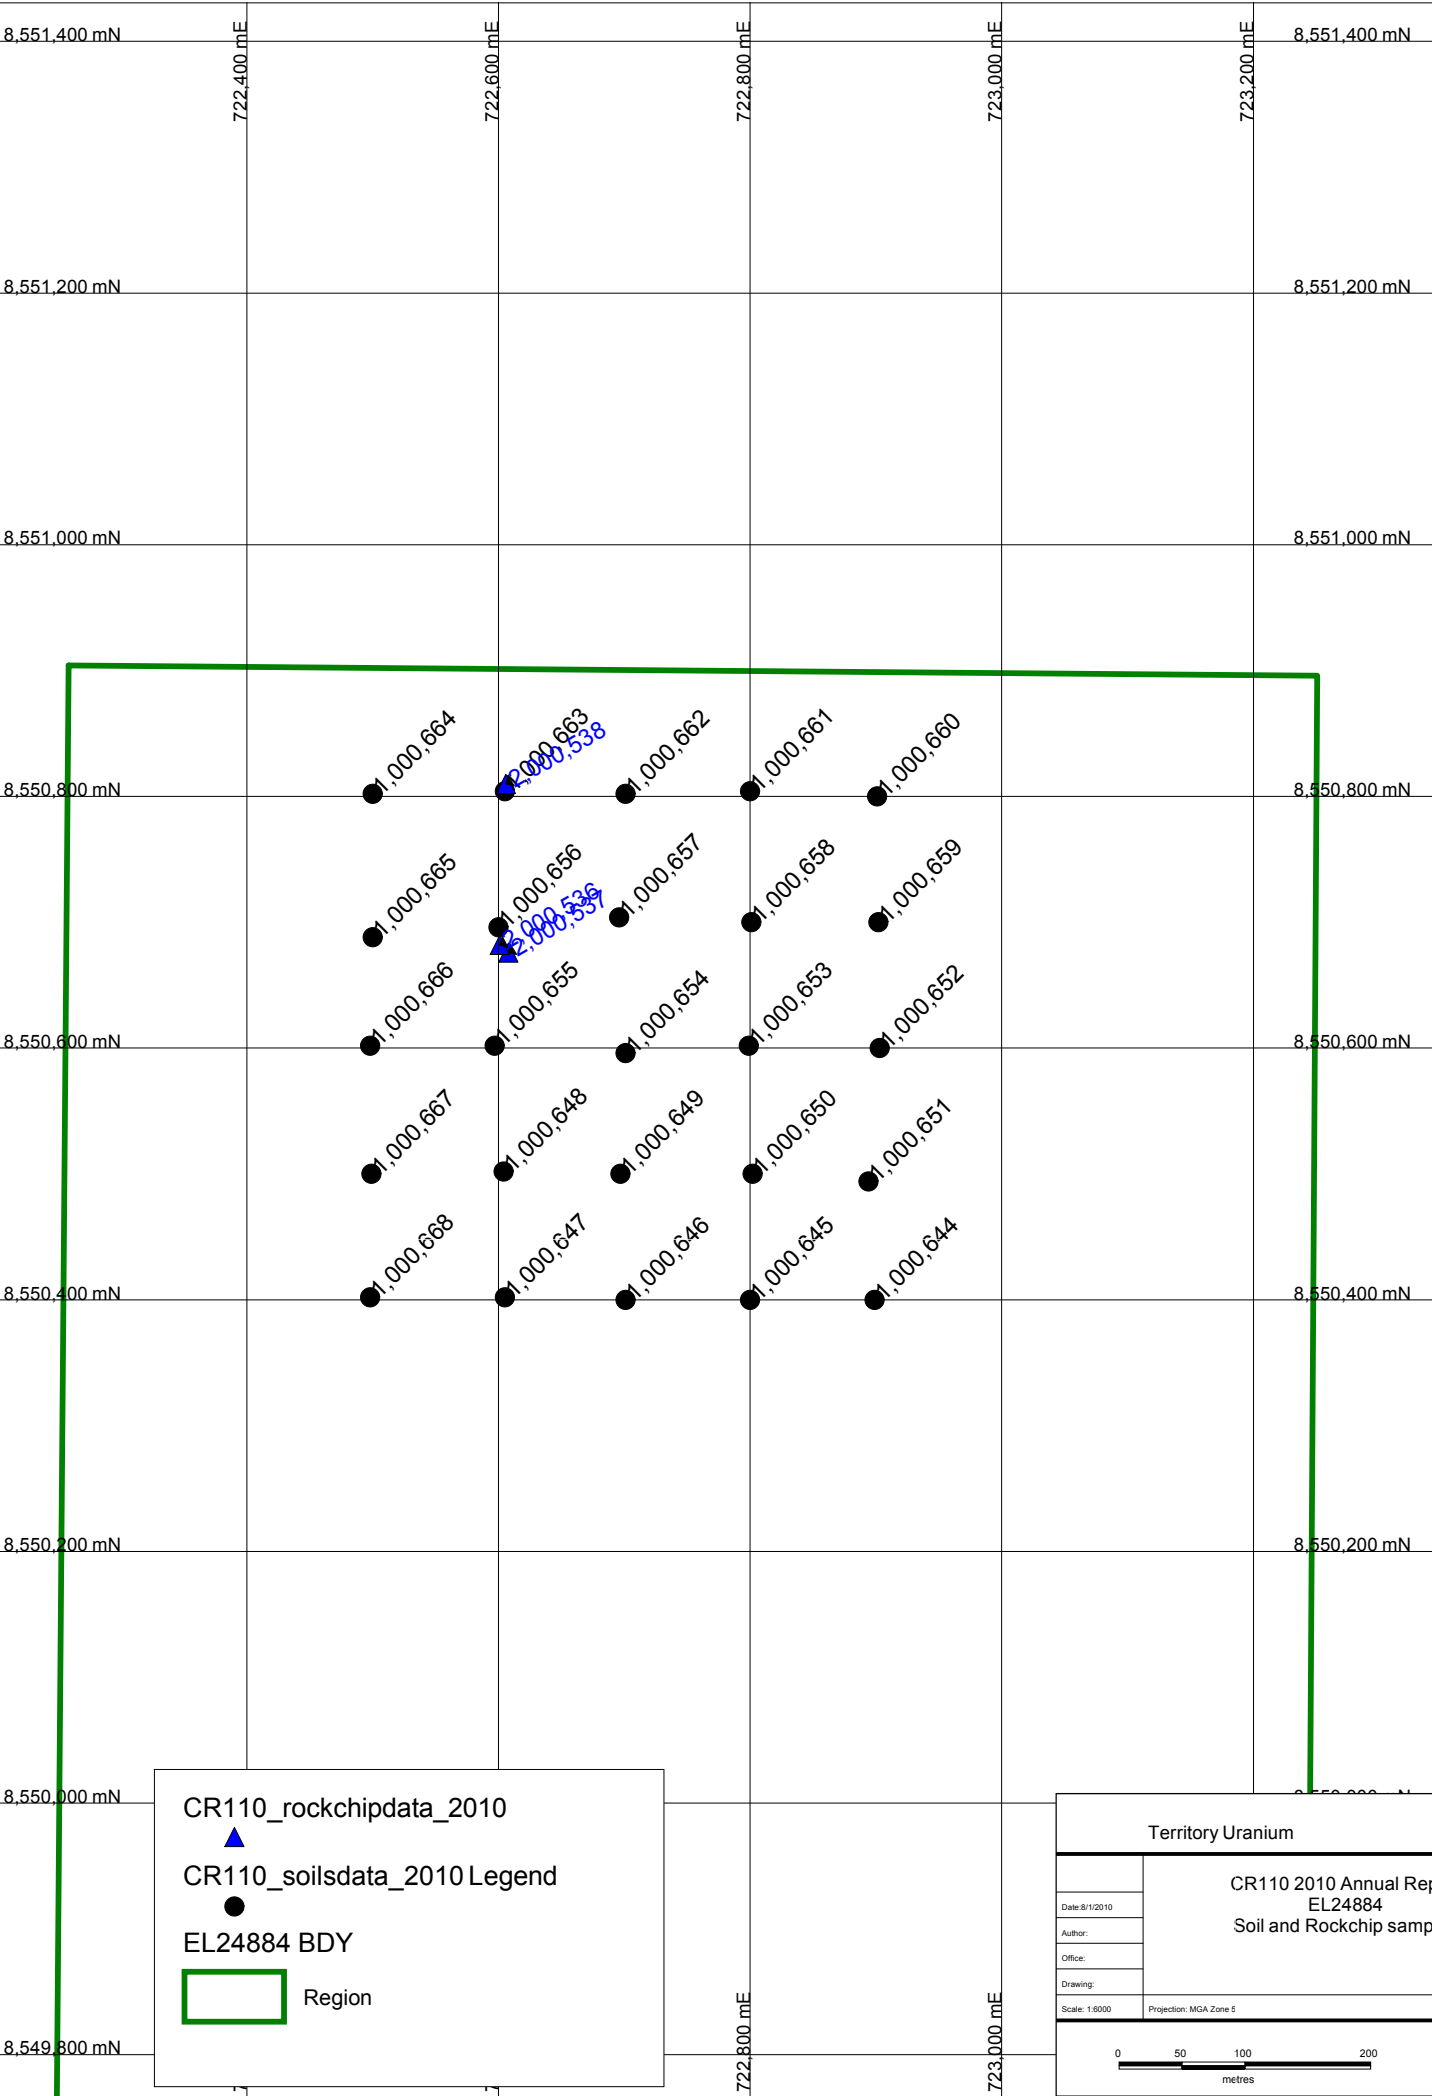 722,400 mE
722,600 mE
722,800 mE
723,000 mE
723,200 mE
8,551,400 mN
8,551,400 mN
8,551,200 mN
8,551,200 mN
8,551,000 mN
8,551,000 mN
1,000,664
1,000,663
2,000,538
1,000,662
1,000,661
1,000,660
8,550,800 mN
8,550,800 mN
1,000,665
1,000,656
2,000,536
2,000,537
1,000,657
1,000,658
1,000,659
1,000,666
1,000,655
1,000,654
1,000,653
1,000,652
8,550,600 mN
8,550,600 mN
1,000,667
1,000,648
1,000,649
1,000,650
1,000,651
1,000,668
1,000,647
1,000,646
1,000,645
1,000,644
8,550,400 mN
8,550,400 mN
8,550,200 mN
8,550,200 mN
8,550,000 mN
CR110_rockchipdata_2010
CR110_soilsdata_2010 Legend
EL24884 BDY
Region
8,549,800 mN
722,800 mE
723,000 mE
Territory Uranium
CR110 2010 Annual Rep
EL24884
Soil and Rockchip samp
Date:8/1/2010
Author:
Office:
Drawing:
Scale: 1:6000
Projection: MGA Zone 5
0 50 100 200
metres